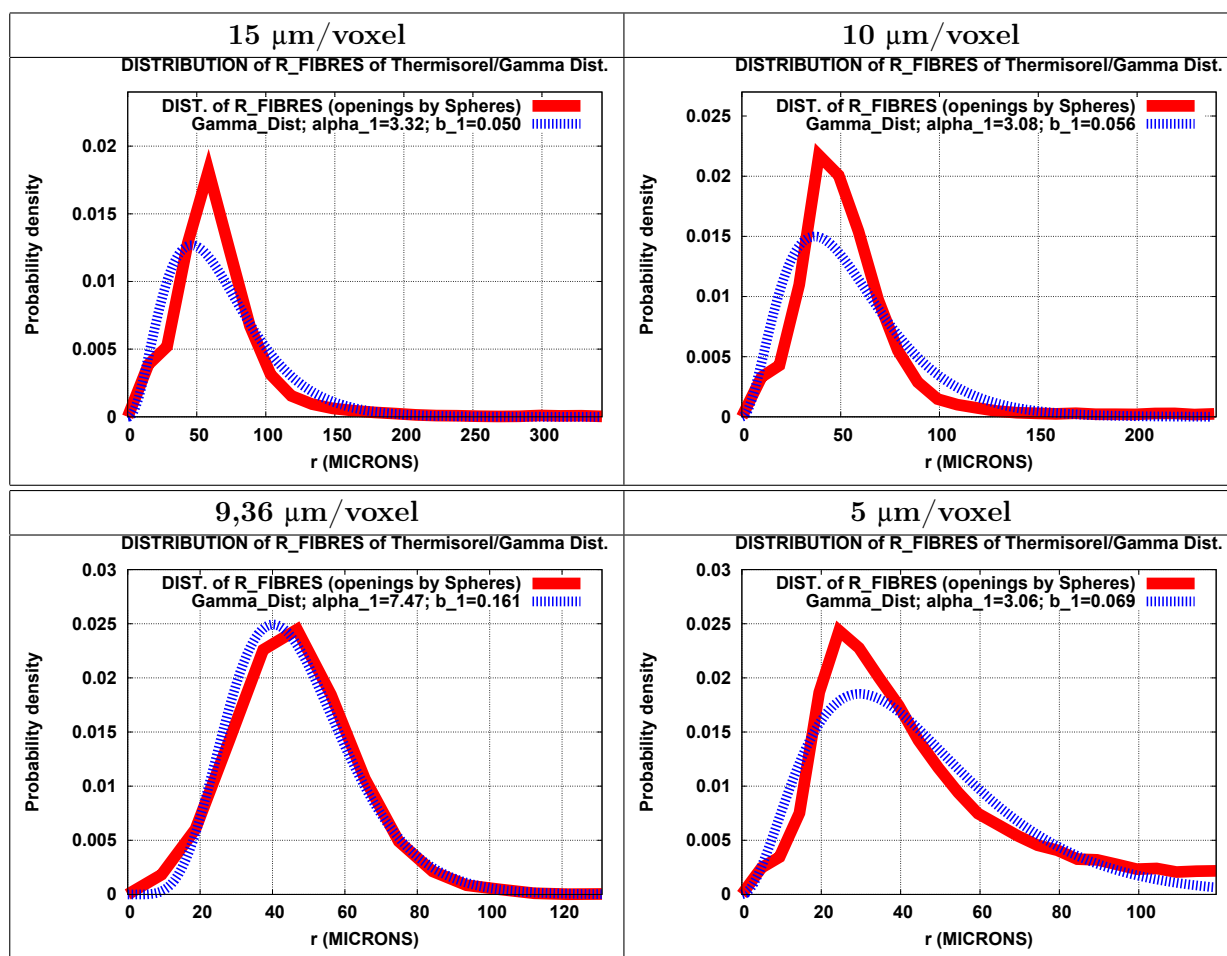 15 µm/voxel
10 µm/voxel
DISTRIBUTION of R_FIBRES of Thermisorel/Gamma Dist.
DIST. of R_FIBRES (openings by Spheres)
Gamma_Dist; alpha_1=3.32; b_1=0.050
Probability density
0.02
0.015
0.01
0.005
0
0 50 100 150 200 250 300
r (MICRONS)
DISTRIBUTION of R_FIBRES of Thermisorel/Gamma Dist.
DIST. of R_FIBRES (openings by Spheres)
Gamma_Dist; alpha_1=3.08; b_1=0.056
Probability density
0.025
0.02
0.015
0.01
0.005
0
0 50 100 150 200
r (MICRONS)
9,36 µm/voxel
5 µm/voxel
DISTRIBUTION of R_FIBRES of Thermisorel/Gamma Dist.
DIST. of R_FIBRES (openings by Spheres)
Gamma_Dist; alpha_1=7.47; b_1=0.161
Probability density
0.03
0.025
0.02
0.015
0.01
0.005
0
0 20 40 60 80 100 120
r (MICRONS)
DISTRIBUTION of R_FIBRES of Thermisorel/Gamma Dist.
DIST. of R_FIBRES (openings by Spheres)
Gamma_Dist; alpha_1=3.06; b_1=0.069
Probability density
0.03
0.025
0.02
0.015
0.01
0.005
0
0 20 40 60 80 100
r (MICRONS)